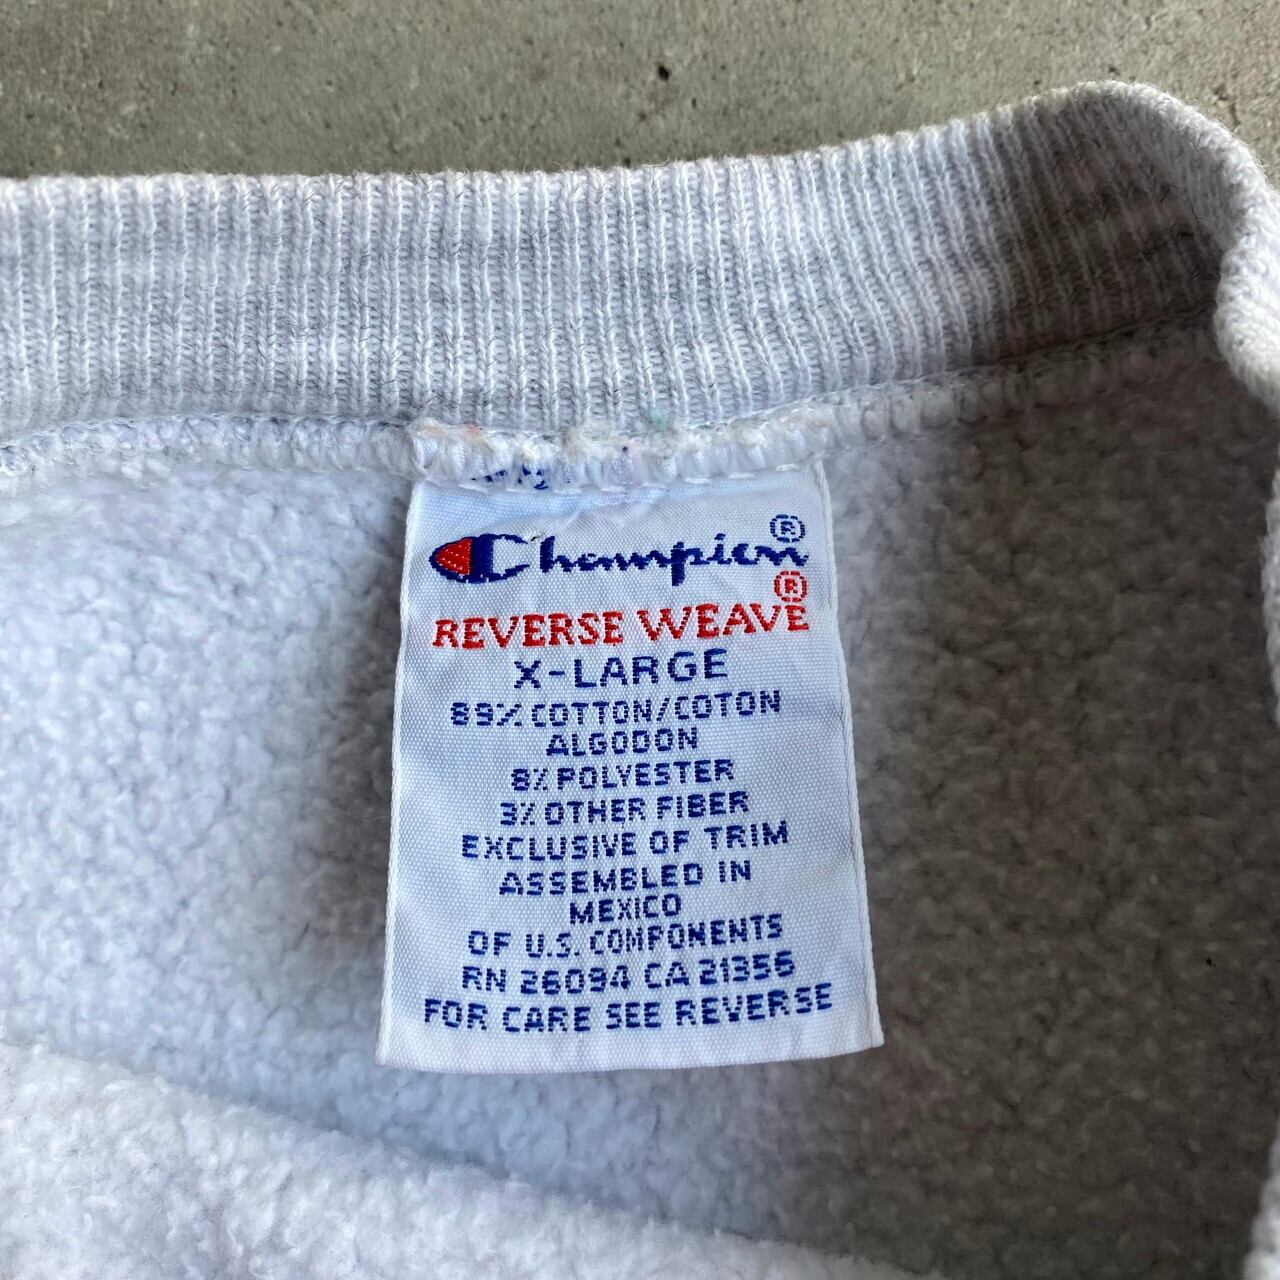 Champion®
REVERSE WEAVE®
X-LARGE
89% COTTON/COTON
ALGODON
8% POLYESTER
3% OTHER FIBER
EXCLUSIVE OF TRIM
ASSEMBLED IN
MEXICO
OF U.S. COMPONENTS
RN 26094 CA 21356
FOR CARE SEE REVERSE